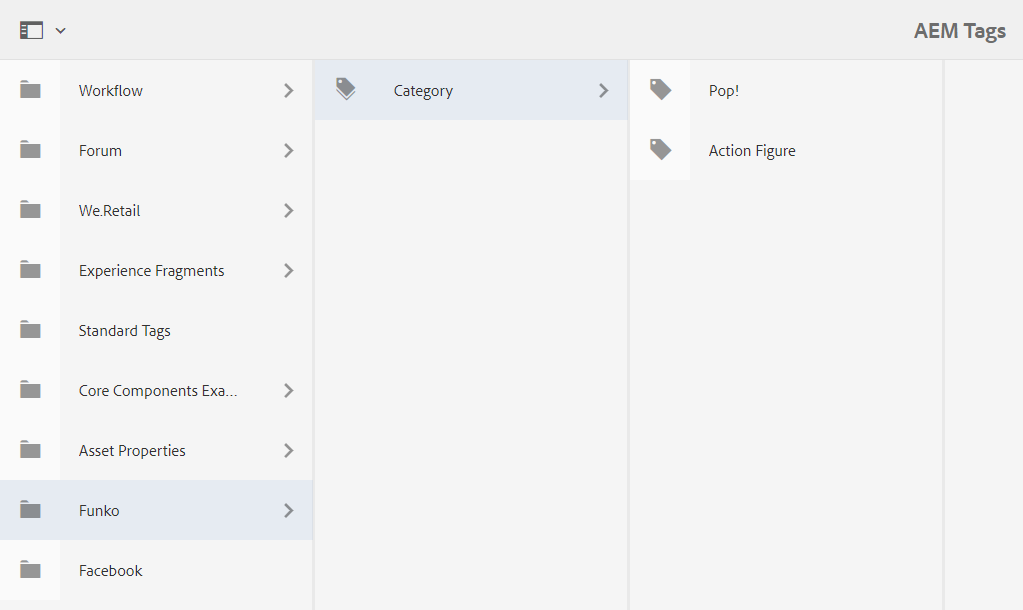 AEM Tags
Workflow
Forum
We.Retail
Experience Fragments
Standard Tags
Core Components Exa...
Asset Properties
Funko
Facebook
Category
Pop!
Action Figure